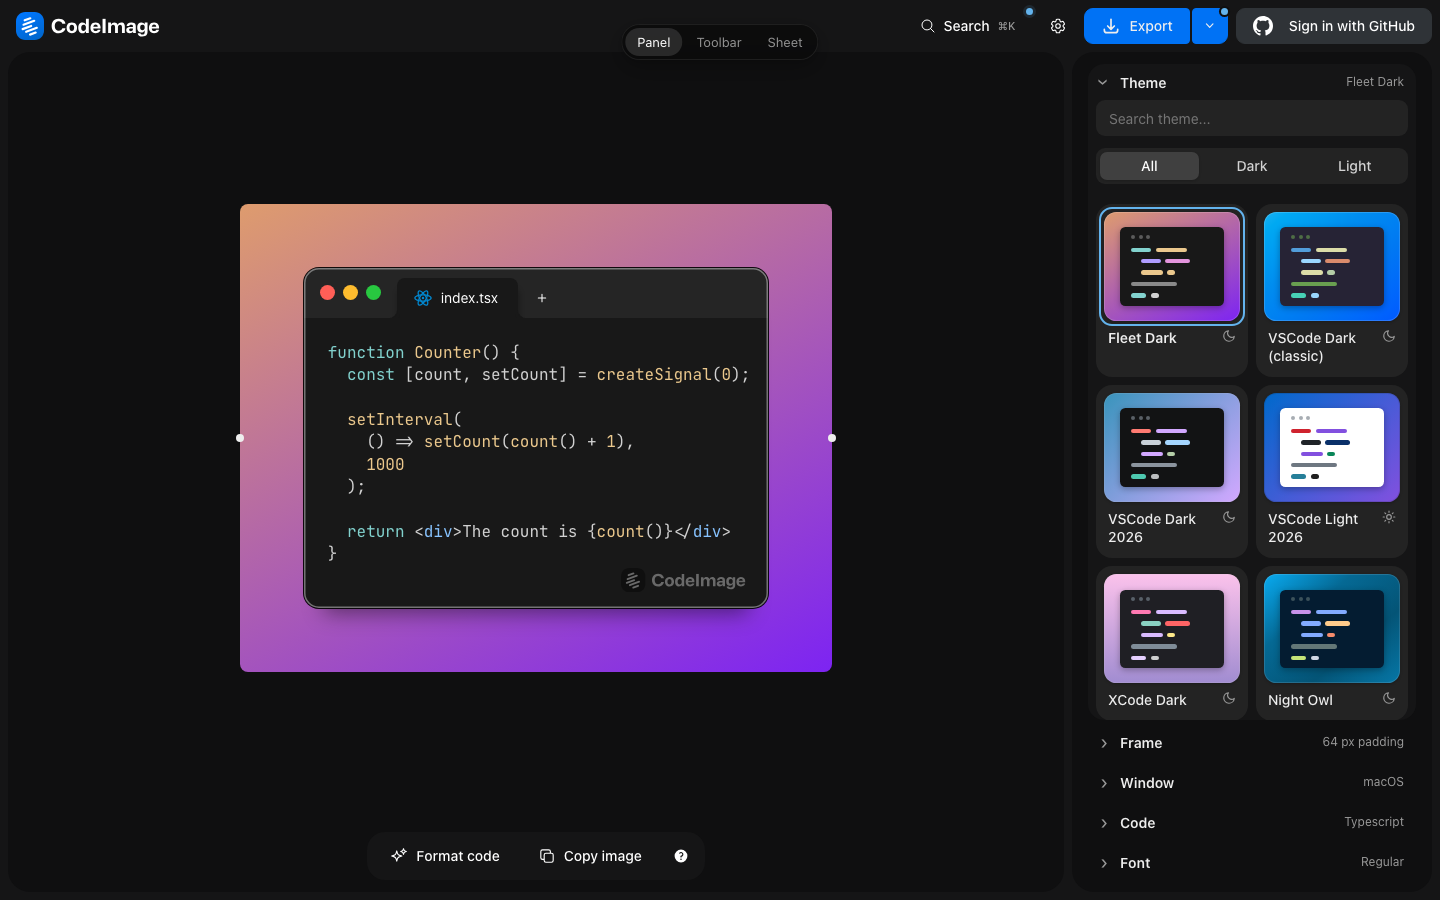 CodeImage
Panel
Toolbar
Sheet
Search ⌘K
Export
Sign in with GitHub
index.tsx
+
function Counter() {
  const [count, setCount] = createSignal(0);
  setInterval(
    () => setCount(count() + 1),
    1000
  );
  return <div>The count is {count()}</div>
}
CodeImage
Format code
Copy image
?
Theme
Fleet Dark
Search theme...
All
Dark
Light
Fleet Dark
VSCode Dark
(classic)
VSCode Dark
2026
VSCode Light
2026
XCode Dark
Night Owl
Frame
64 px padding
Window
macOS
Code
Typescript
Font
Regular